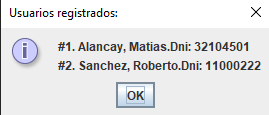 Usuarios registrados:
#1. Alancay, Matias.Dni: 32104501
#2. Sanchez, Roberto.Dni: 11000222
OK